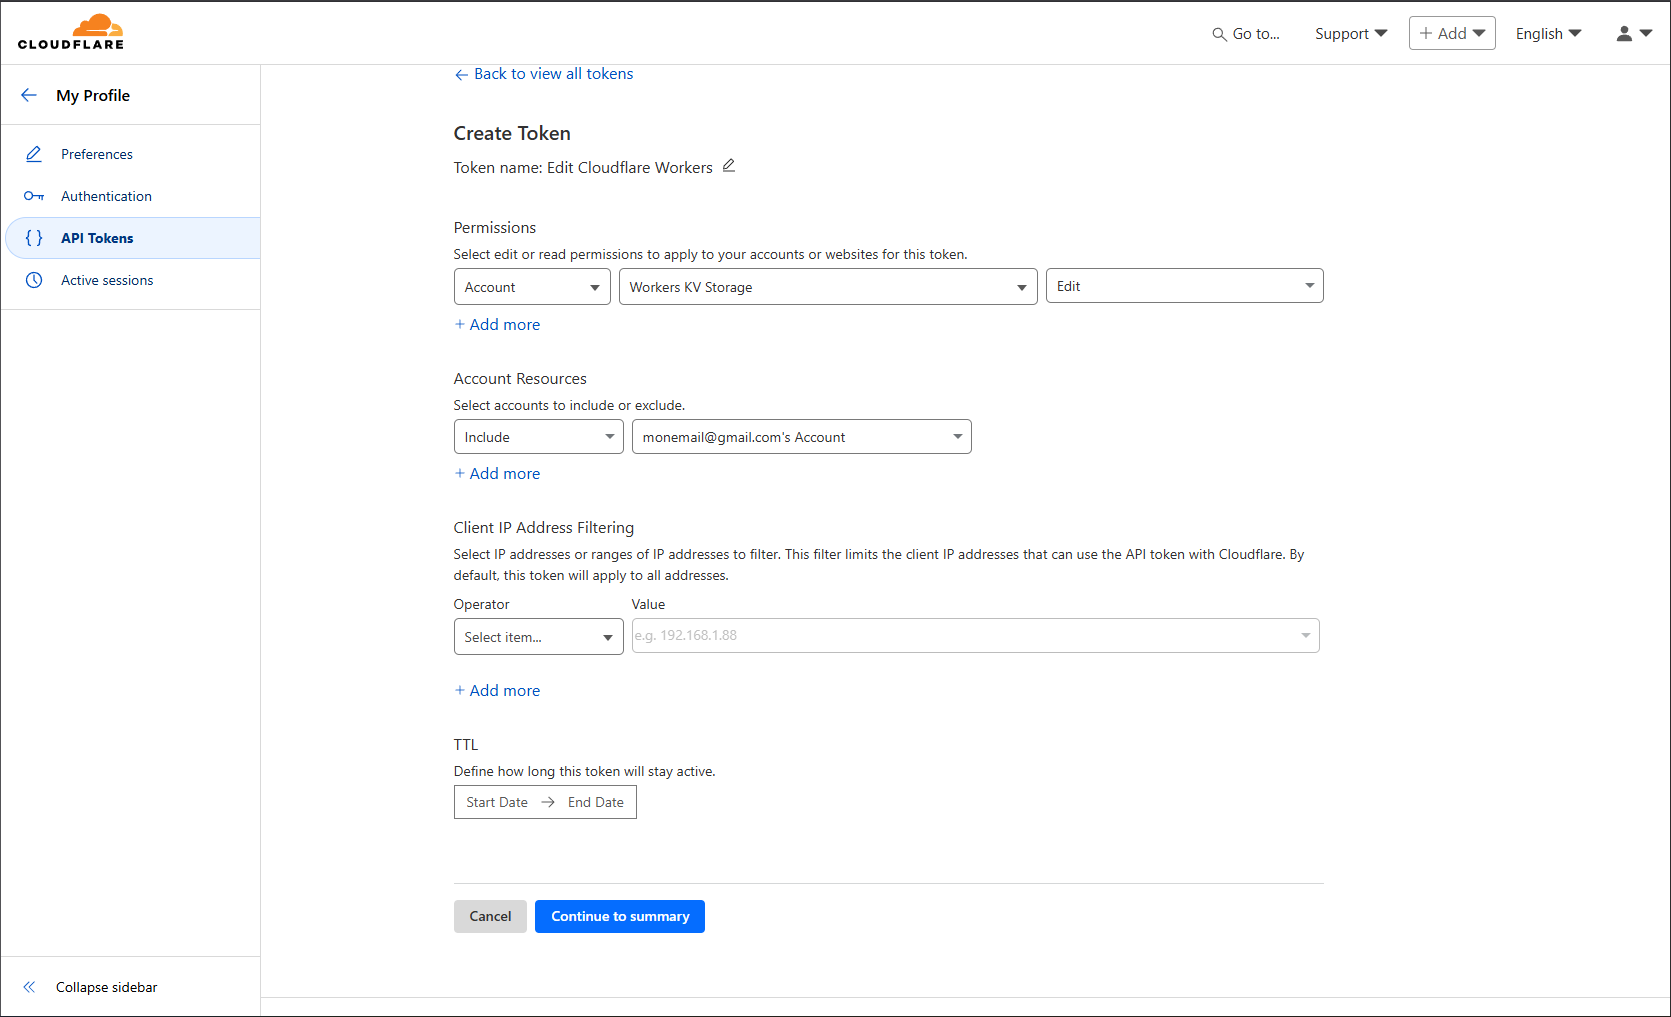 CLOUDFLARE
Go to...
Support
+ Add
English
My Profile
Preferences
Authentication
{ } API Tokens
Active sessions
Collapse sidebar
← Back to view all tokens
Create Token
Token name: Edit Cloudflare Workers
Permissions
Select edit or read permissions to apply to your accounts or websites for this token.
Account
Workers KV Storage
Edit
+ Add more
Account Resources
Select accounts to include or exclude.
Include
monemail@gmail.com's Account
+ Add more
Client IP Address Filtering
Select IP addresses or ranges of IP addresses to filter. This filter limits the client IP addresses that can use the API token with Cloudflare. By
default, this token will apply to all addresses.
Operator
Value
Select item...
e.g. 192.168.1.88
+ Add more
TTL
Define how long this token will stay active.
Start Date → End Date
Cancel
Continue to summary